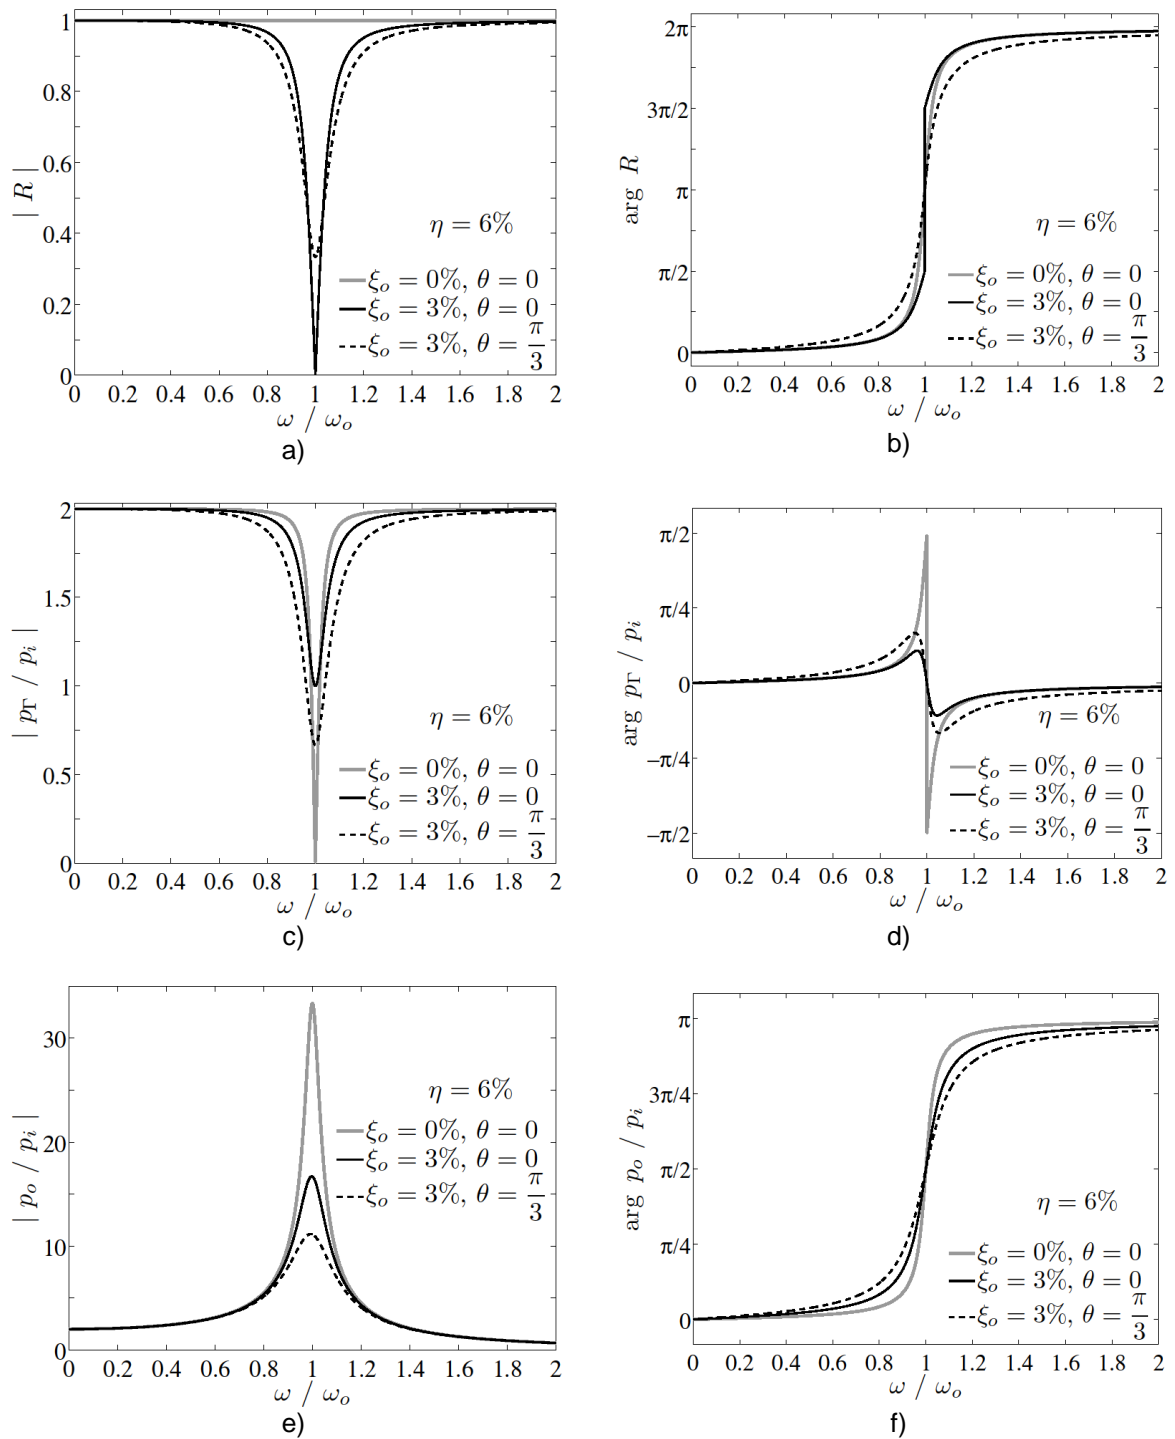 | R |
1
0.8
0.6
0.4
0.2
0
η = 6%
ξₒ = 0%, θ = 0
ξₒ = 3%, θ = 0
ξₒ = 3%, θ = π/3
0 0.2 0.4 0.6 0.8 1 1.2 1.4 1.6 1.8 2
ω / ωₒ
a)
arg R
2π
3π/2
π
π/2
0
η = 6%
ξₒ = 0%, θ = 0
ξₒ = 3%, θ = 0
ξₒ = 3%, θ = π/3
0 0.2 0.4 0.6 0.8 1 1.2 1.4 1.6 1.8 2
ω / ωₒ
b)
| p_Γ / pᵢ |
2
1.5
1
0.5
0
η = 6%
ξₒ = 0%, θ = 0
ξₒ = 3%, θ = 0
ξₒ = 3%, θ = π/3
0 0.2 0.4 0.6 0.8 1 1.2 1.4 1.6 1.8 2
ω / ωₒ
c)
arg p_Γ / pᵢ
π/2
π/4
0
−π/4
−π/2
η = 6%
ξₒ = 0%, θ = 0
ξₒ = 3%, θ = 0
ξₒ = 3%, θ = π/3
0 0.2 0.4 0.6 0.8 1 1.2 1.4 1.6 1.8 2
ω / ωₒ
d)
| pₒ / pᵢ |
30
20
10
0
η = 6%
ξₒ = 0%, θ = 0
ξₒ = 3%, θ = 0
ξₒ = 3%, θ = π/3
0 0.2 0.4 0.6 0.8 1 1.2 1.4 1.6 1.8 2
ω / ωₒ
e)
arg pₒ / pᵢ
π
3π/4
π/2
π/4
0
η = 6%
ξₒ = 0%, θ = 0
ξₒ = 3%, θ = 0
ξₒ = 3%, θ = π/3
0 0.2 0.4 0.6 0.8 1 1.2 1.4 1.6 1.8 2
ω / ωₒ
f)